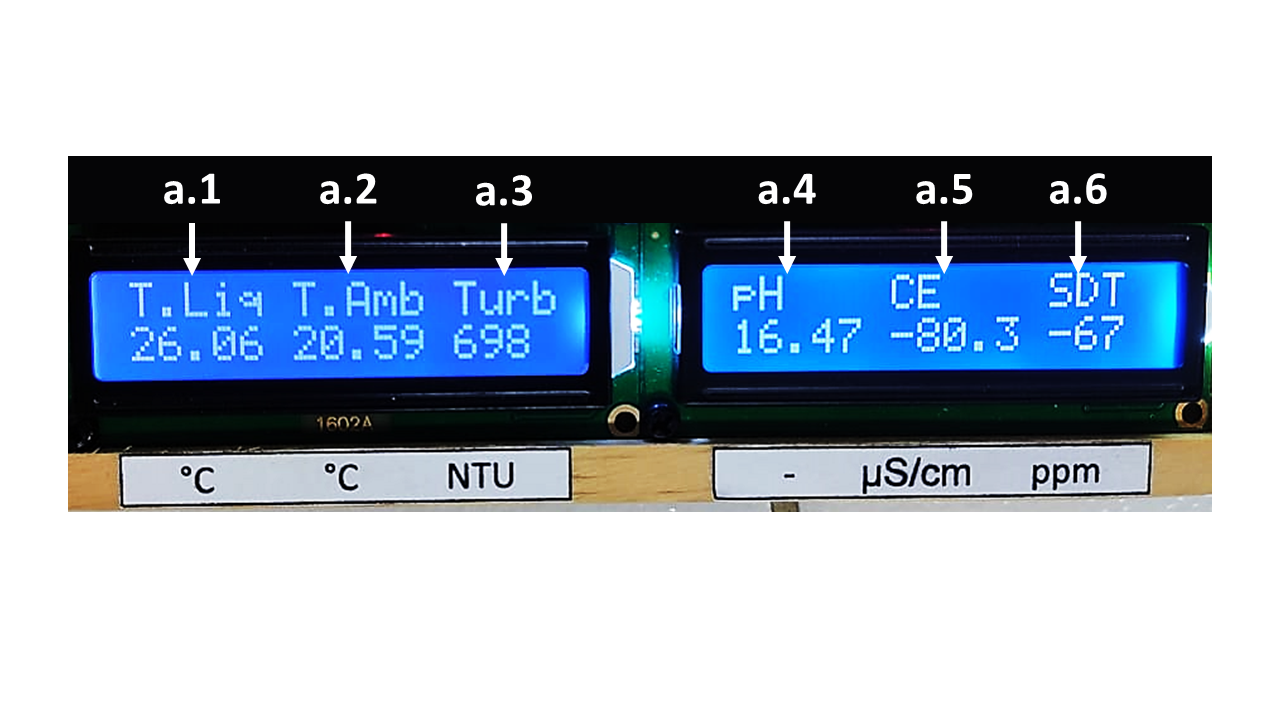 a.1 a.2 a.3 a.4 a.5 a.6
T.Liq T.Amb Turb
26.06 20.59 698
pH CE SDT
16.47 -80.3 -67
1602A
°C °C NTU
- µS/cm ppm